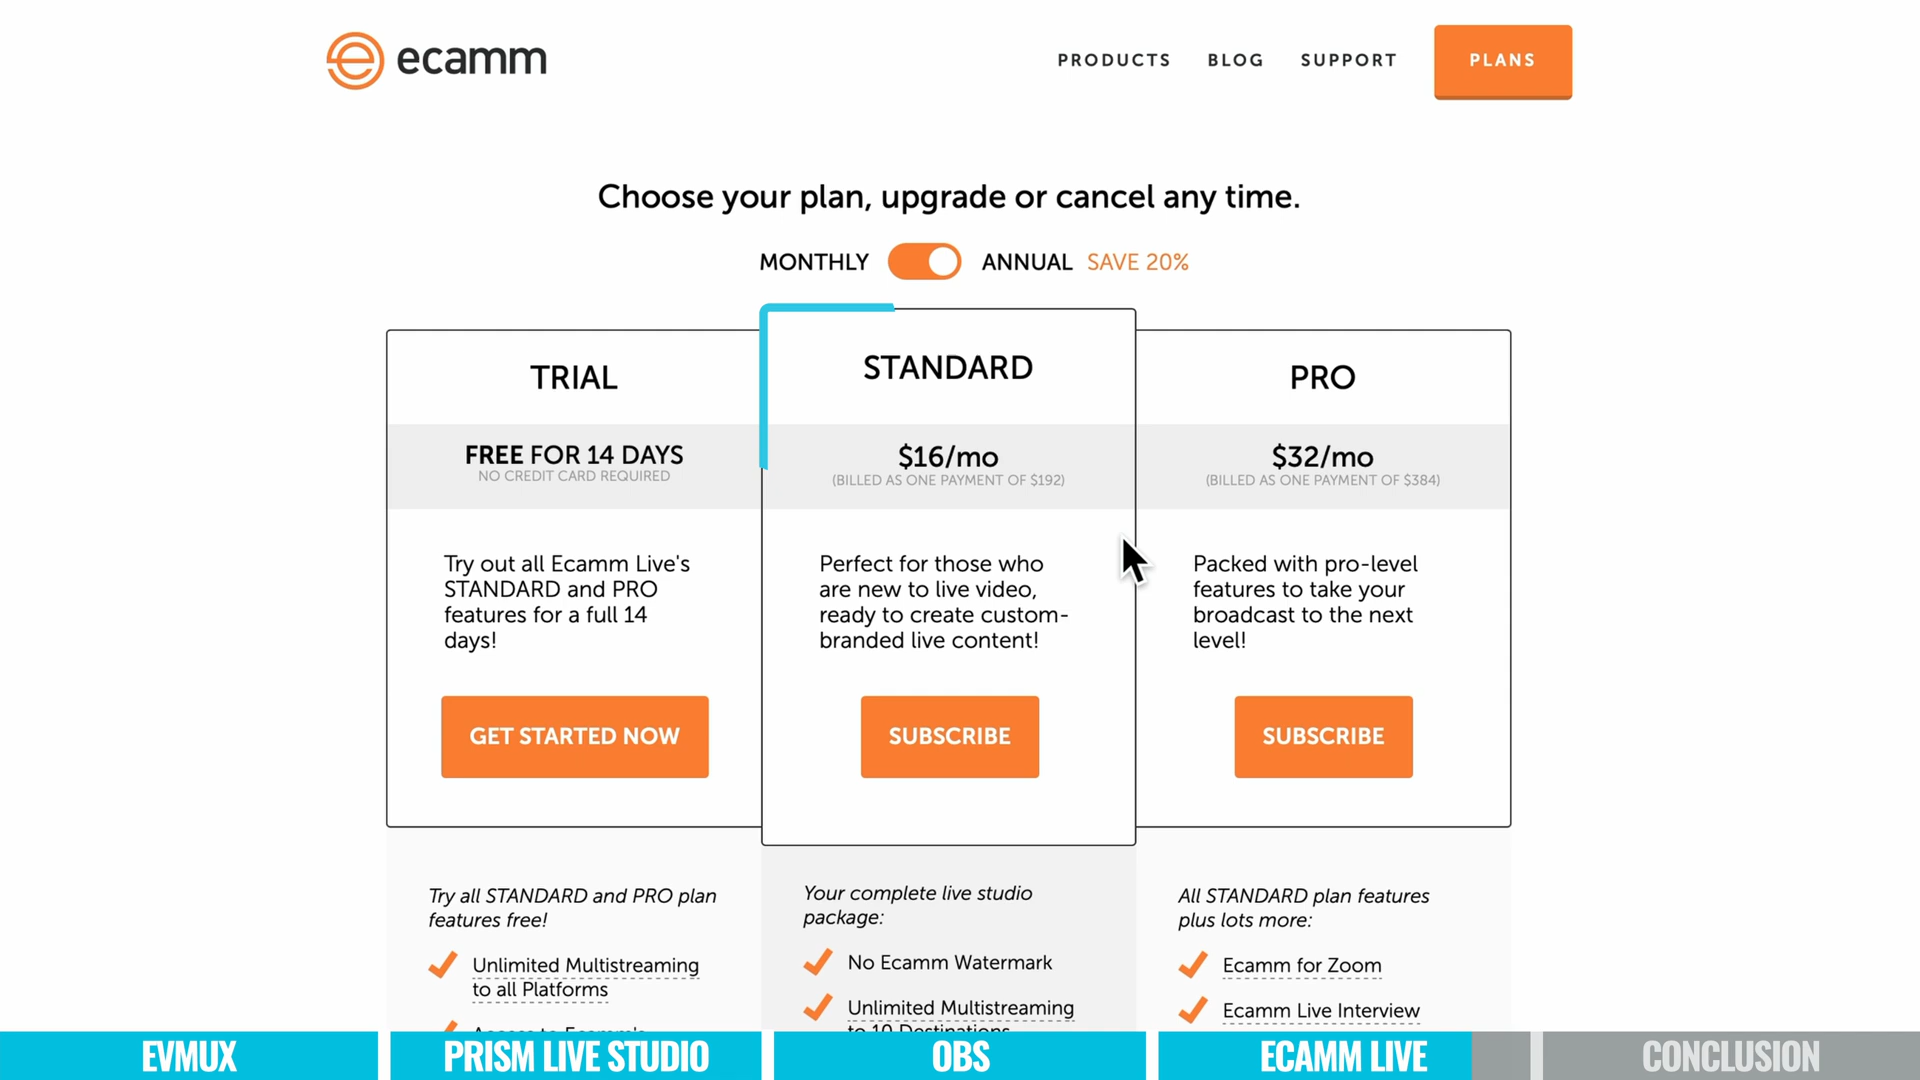 ecamm
PRODUCTS BLOG SUPPORT PLANS
Choose your plan, upgrade or cancel any time.
MONTHLY ANNUAL SAVE 20%
TRIAL
FREE FOR 14 DAYS
NO CREDIT CARD REQUIRED
Try out all Ecamm Live's
STANDARD and PRO
features for a full 14
days!
GET STARTED NOW
Try all STANDARD and PRO plan
features free!
Unlimited Multistreaming
to all Platforms
Access to Ecamm's
STANDARD
$16/mo
(BILLED AS ONE PAYMENT OF $192)
Perfect for those who
are new to live video,
ready to create custom-
branded live content!
SUBSCRIBE
Your complete live studio
package:
No Ecamm Watermark
Unlimited Multistreaming
to 10 Destinations
PRO
$32/mo
(BILLED AS ONE PAYMENT OF $384)
Packed with pro-level
features to take your
broadcast to the next
level!
SUBSCRIBE
All STANDARD plan features
plus lots more:
Ecamm for Zoom
Ecamm Live Interview
EVMUX PRISM LIVE STUDIO OBS ECAMM LIVE CONCLUSION